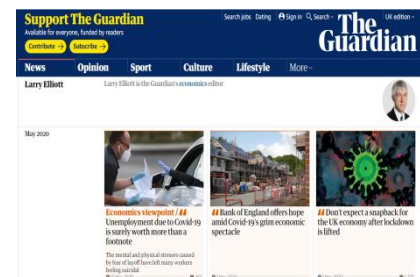 Support The Guardian
Available for everyone, funded by readers
Contribute →
Subscribe →
Search jobs
Dating
Sign in
Search
UK edition
The Guardian
News
Opinion
Sport
Culture
Lifestyle
More
Larry Elliott
Larry Elliott is the Guardian's economics editor
May 2020
Economics viewpoint /
Unemployment due to Covid-19
is surely worth more than a
footnote
The mental and physical stresses caused
by fear of layoff have left many workers
feeling suicidal
Bank of England offers hope
amid Covid-19's grim economic
spectacle
Don't expect a snapback for
the UK economy after lockdown
is lifted